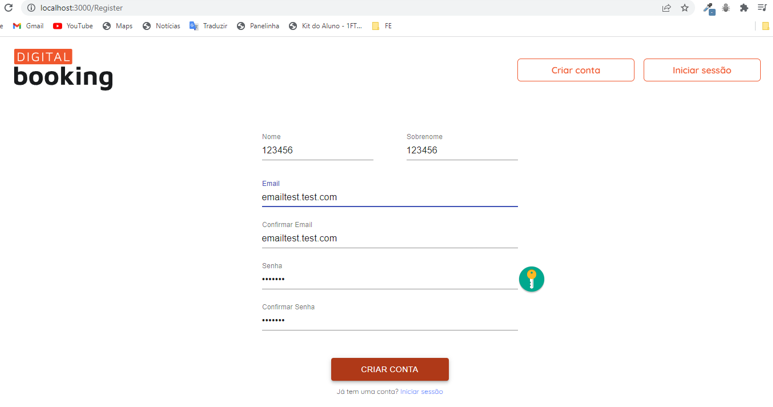 localhost:3000/Register
e Gmail YouTube Maps Notícias Traduzir Panelinha Kit do Aluno - 1FT... FE
DIGITAL
booking
Criar conta Iniciar sessão
Nome Sobrenome
123456 123456
Email
emailtest.test.com
Confirmar Email
emailtest.test.com
Senha
•••••••
Confirmar Senha
•••••••
CRIAR CONTA
Já tem uma conta? Iniciar sessão